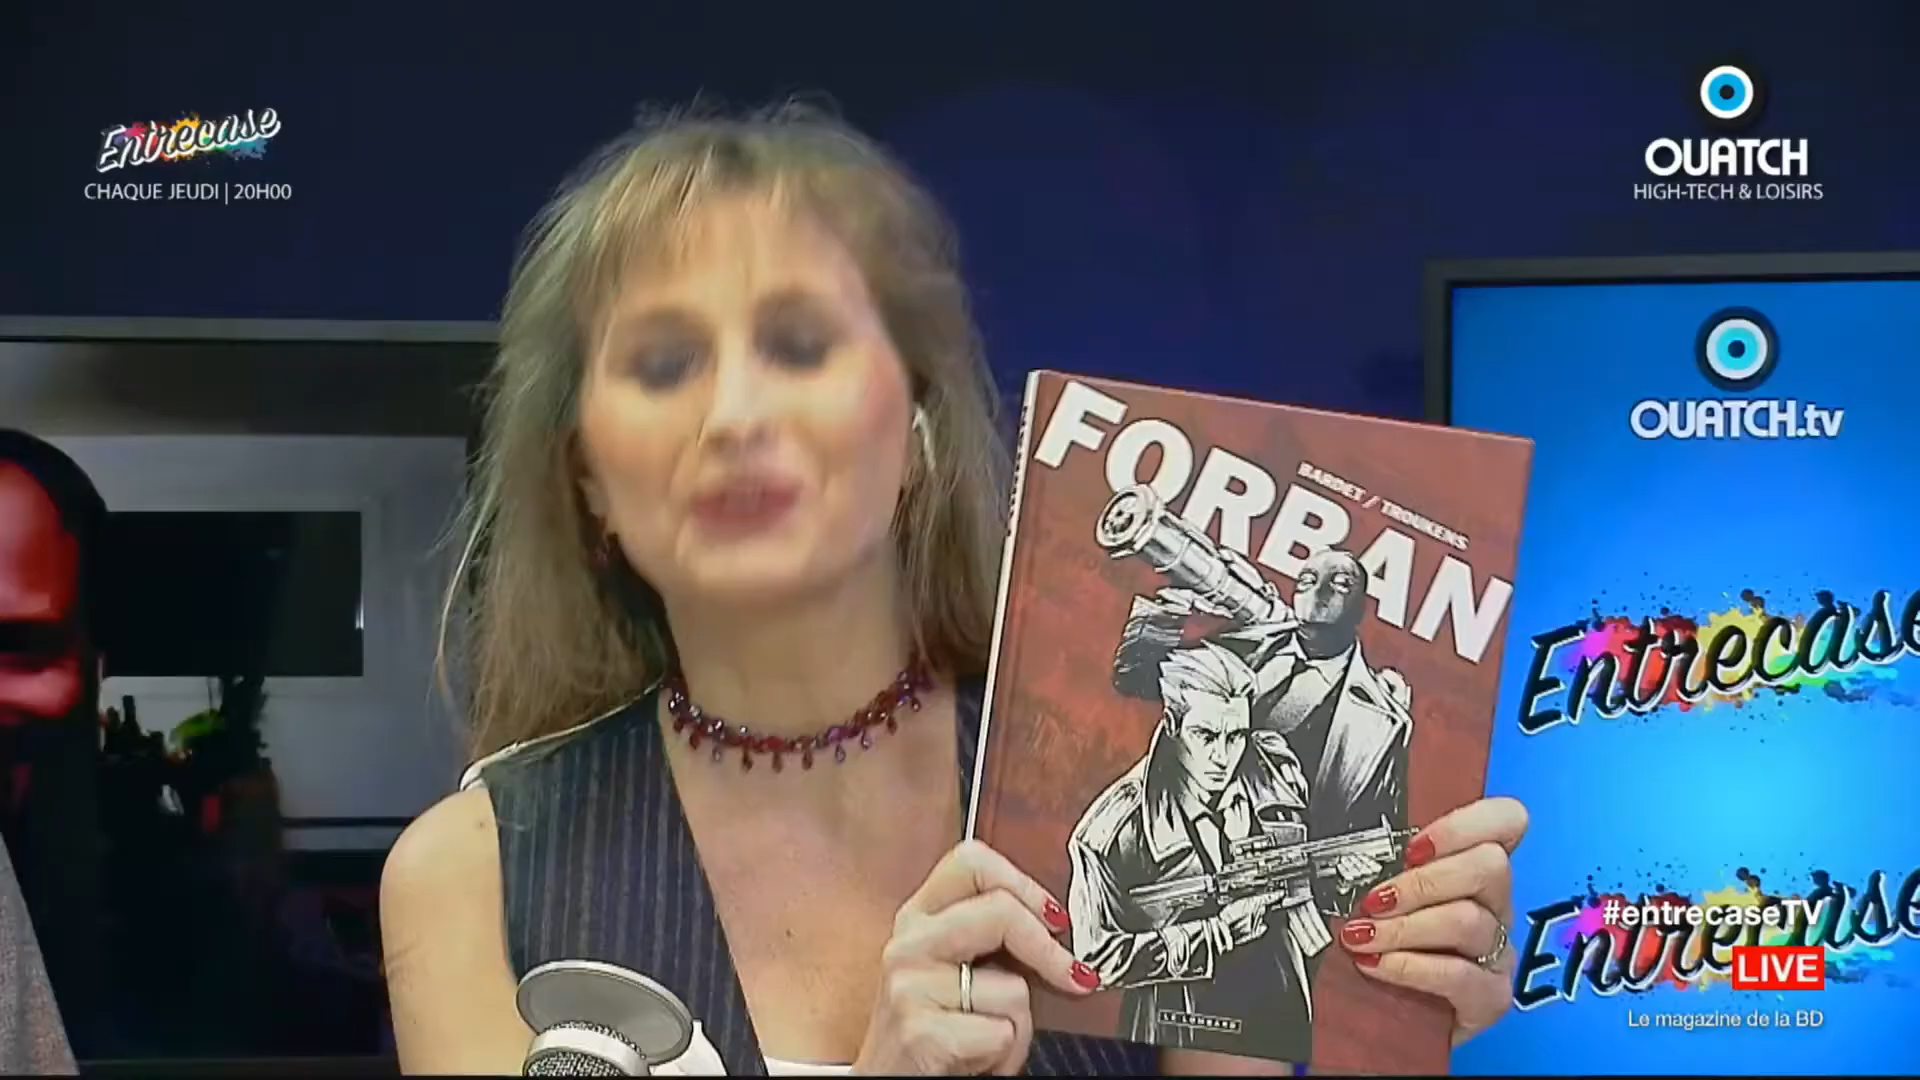 Entrecase
CHAQUE JEUDI | 20H00
OUATCH
HIGH-TECH & LOISIRS
OUATCH.tv
FORBAN
BARDET / TROUKENS
LE LOMBARD
Entrecase
Entrecase
#entrecaseTV
LIVE
Le magazine de la BD